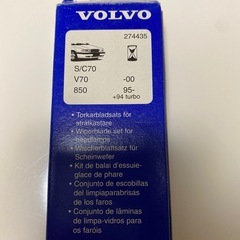 VOLVO
274435
S/C70
V70 -00
850 95-
+94 turbo
• Torkarbladsats för
strålkastare
• Wiperblade set for
headlamps
• Wischerblattsatz für
Scheinwefer
• Kit de balai d'essuie-
glace de phare
• Conjunto de escobillas
del limpiaparabrisas
de los faros
• Conjunto de lâminas
de limpa-vidros para
os faróis